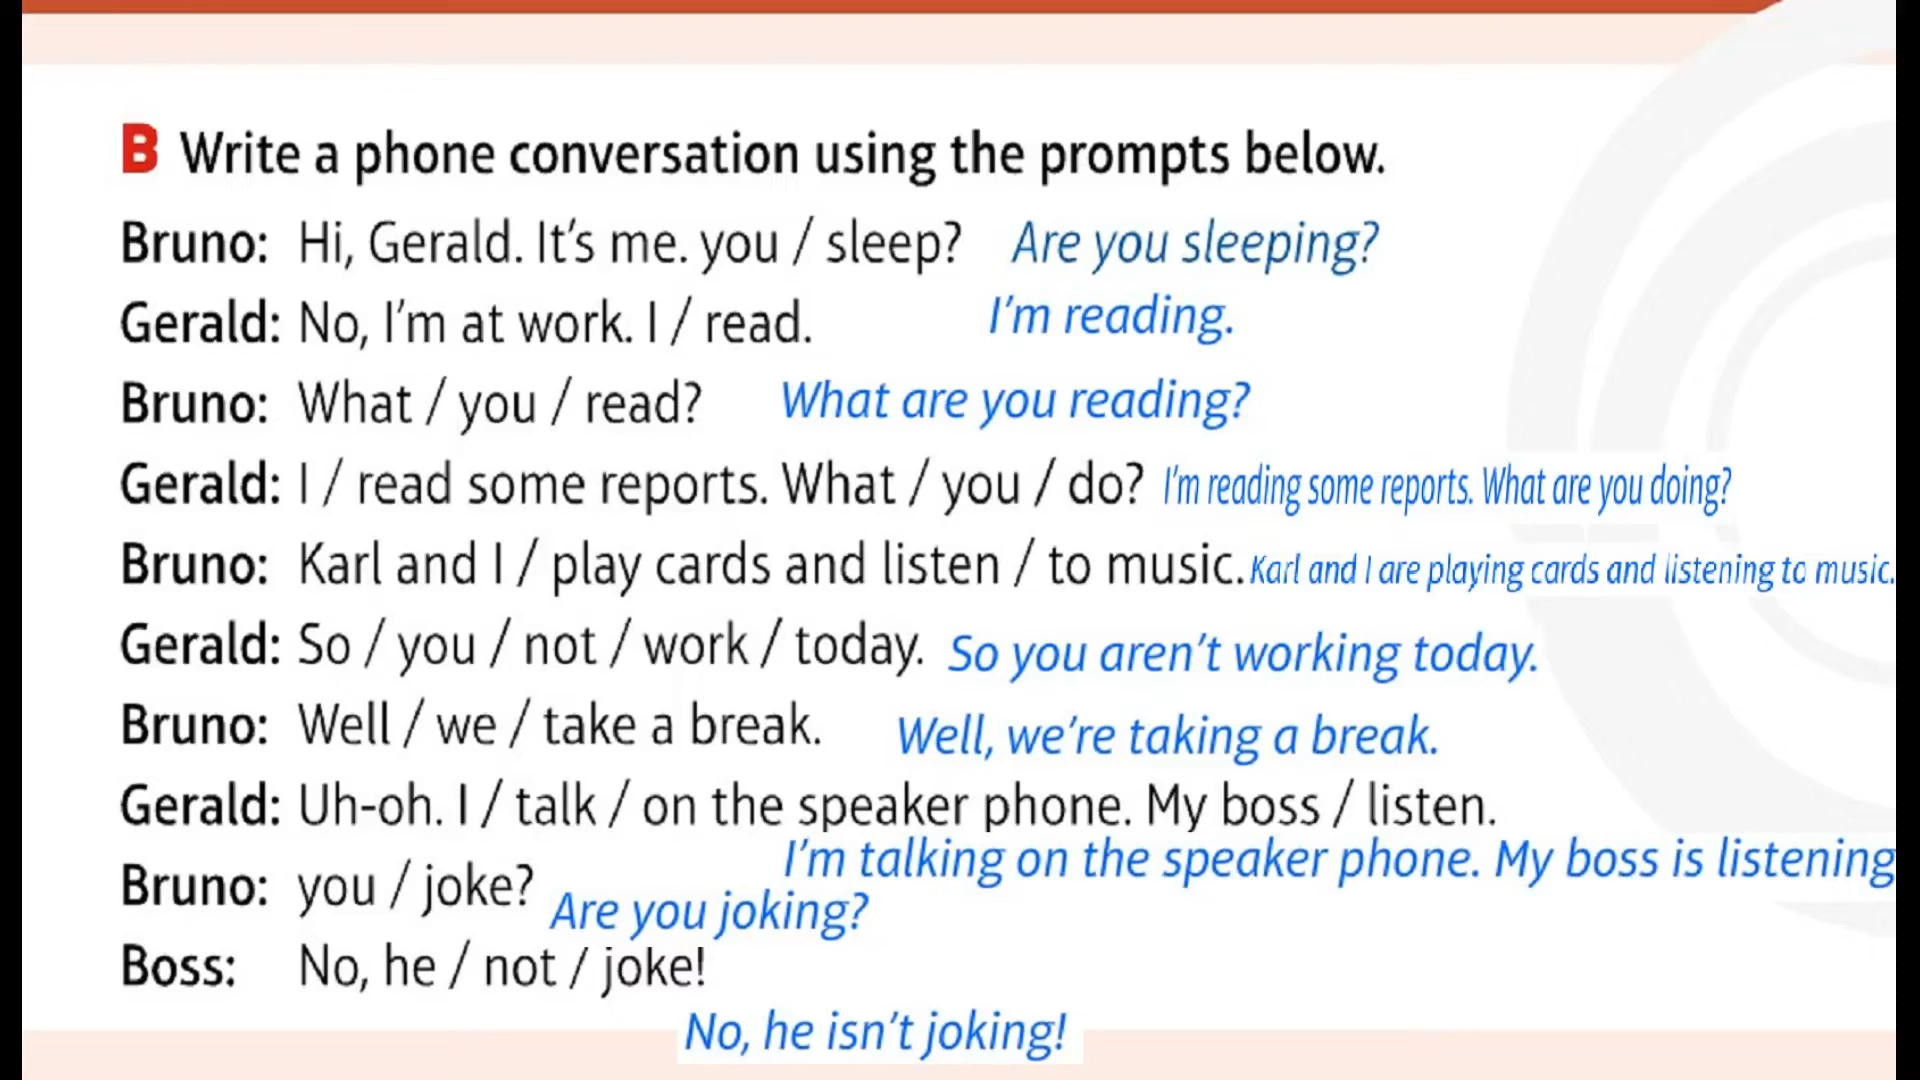 B Write a phone conversation using the prompts below.
Bruno: Hi, Gerald. It's me. you / sleep? Are you sleeping?
Gerald: No, I'm at work. I / read. I'm reading.
Bruno: What / you / read? What are you reading?
Gerald: I / read some reports. What / you / do? I'm reading some reports. What are you doing?
Bruno: Karl and I / play cards and listen / to music. Karl and I are playing cards and listening to music.
Gerald: So / you / not / work / today. So you aren't working today.
Bruno: Well / we / take a break. Well, we're taking a break.
Gerald: Uh-oh. I / talk / on the speaker phone. My boss / listen.
I'm talking on the speaker phone. My boss is listening
Bruno: you / joke? Are you joking?
Boss: No, he / not / joke!
No, he isn't joking!